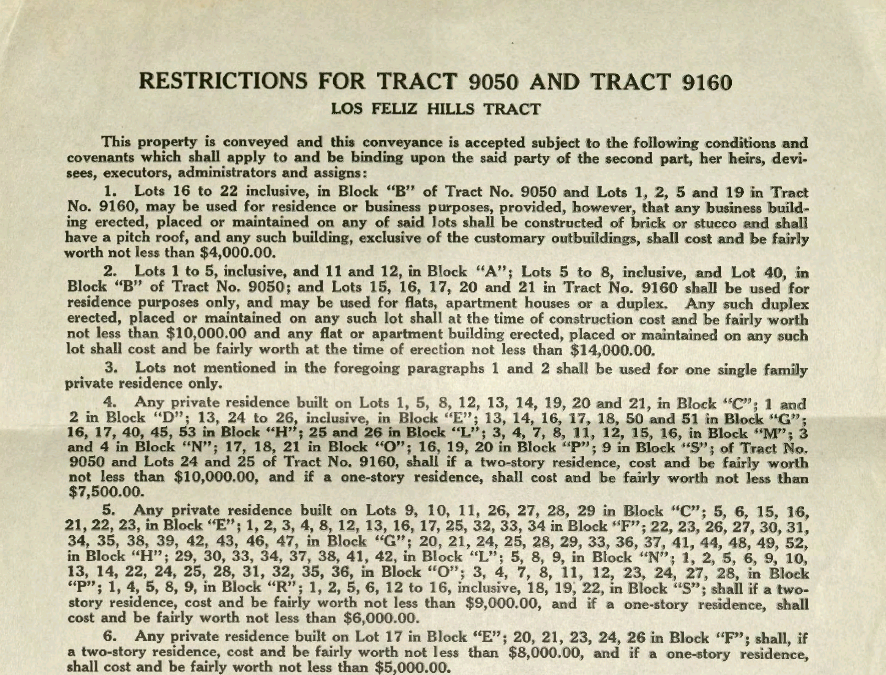 RESTRICTIONS FOR TRACT 9050 AND TRACT 9160
LOS FELIZ HILLS TRACT
This property is conveyed and this conveyance is accepted subject to the following conditions and
covenants which shall apply to and be binding upon the said party of the second part, her heirs, devi-
sees, executors, administrators and assigns:
1. Lots 16 to 22 inclusive, in Block “B” of Tract No. 9050 and Lots 1, 2, 5 and 19 in Tract
No. 9160, may be used for residence or business purposes, provided, however, that any business build-
ing erected, placed or maintained on any of said lots shall be constructed of brick or stucco and shall
have a pitch roof, and any such building, exclusive of the customary outbuildings, shall cost and be fairly
worth not less than $4,000.00.
2. Lots 1 to 5, inclusive, and 11 and 12, in Block “A”; Lots 5 to 8, inclusive, and Lot 40, in
Block “B” of Tract No. 9050; and Lots 15, 16, 17, 20 and 21 in Tract No. 9160 shall be used for
residence purposes only, and may be used for flats, apartment houses or a duplex. Any such duplex
erected, placed or maintained on any such lot shall at the time of construction cost and be fairly worth
not less than $10,000.00 and any flat or apartment building erected, placed or maintained on any such
lot shall cost and be fairly worth at the time of erection not less than $14,000.00.
3. Lots not mentioned in the foregoing paragraphs 1 and 2 shall be used for one single family
private residence only.
4. Any private residence built on Lots 1, 5, 8, 12, 13, 14, 19, 20 and 21, in Block “C”; 1 and
2 in Block “D”; 13, 24 to 26, inclusive, in Block “E”; 13, 14, 16, 17, 18, 50 and 51 in Block “G”;
16, 17, 40, 45, 53 in Block “H”; 25 and 26 in Block “L”; 3, 4, 7, 8, 11, 12, 15, 16, in Block “M”; 3
and 4 in Block “N”; 17, 18, 21 in Block “O”; 16, 19, 20 in Block “P”; 9 in Block “S”; of Tract No.
9050 and Lots 24 and 25 of Tract No. 9160, shall if a two-story residence, cost and be fairly worth
not less than $10,000.00, and if a one-story residence, shall cost and be fairly worth not less than
$7,500.00.
5. Any private residence built on Lots 9, 10, 11, 26, 27, 28, 29 in Block “C”; 5, 6, 15, 16,
21, 22, 23, in Block “E”; 1, 2, 3, 4, 8, 12, 13, 16, 17, 25, 32, 33, 34 in Block “F”; 22, 23, 26, 27, 30, 31,
34, 35, 38, 39, 42, 43, 46, 47, in Block “G”; 20, 21, 24, 25, 28, 29, 33, 36, 37, 41, 44, 48, 49, 52,
in Block “H”; 29, 30, 33, 34, 37, 38, 41, 42, in Block “L”; 5, 8, 9, in Block “N”; 1, 2, 5, 6, 9, 10,
13, 14, 22, 24, 25, 28, 31, 32, 35, 36, in Block “O”; 3, 4, 7, 8, 11, 12, 23, 24, 27, 28, in Block
“P”; 1, 4, 5, 8, 9, in Block “R”; 1, 2, 5, 6, 12 to 16, inclusive, 18, 19, 22, in Block “S”; shall if a two-
story residence, cost and be fairly worth not less than $9,000.00, and if a one-story residence, shall
cost and be fairly worth not less than $6,000.00.
6. Any private residence built on Lot 17 in Block “E”; 20, 21, 23, 24, 26 in Block “F”; shall, if
a two-story residence, cost and be fairly worth not less than $8,000.00, and if a one-story residence,
shall cost and be fairly worth not less than $5,000.00.